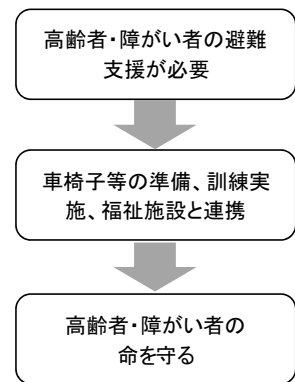 高齢者・障がい者の避難
支援が必要
車椅子等の準備、訓練実
施、福祉施設と連携
高齢者・障がい者の
命を守る